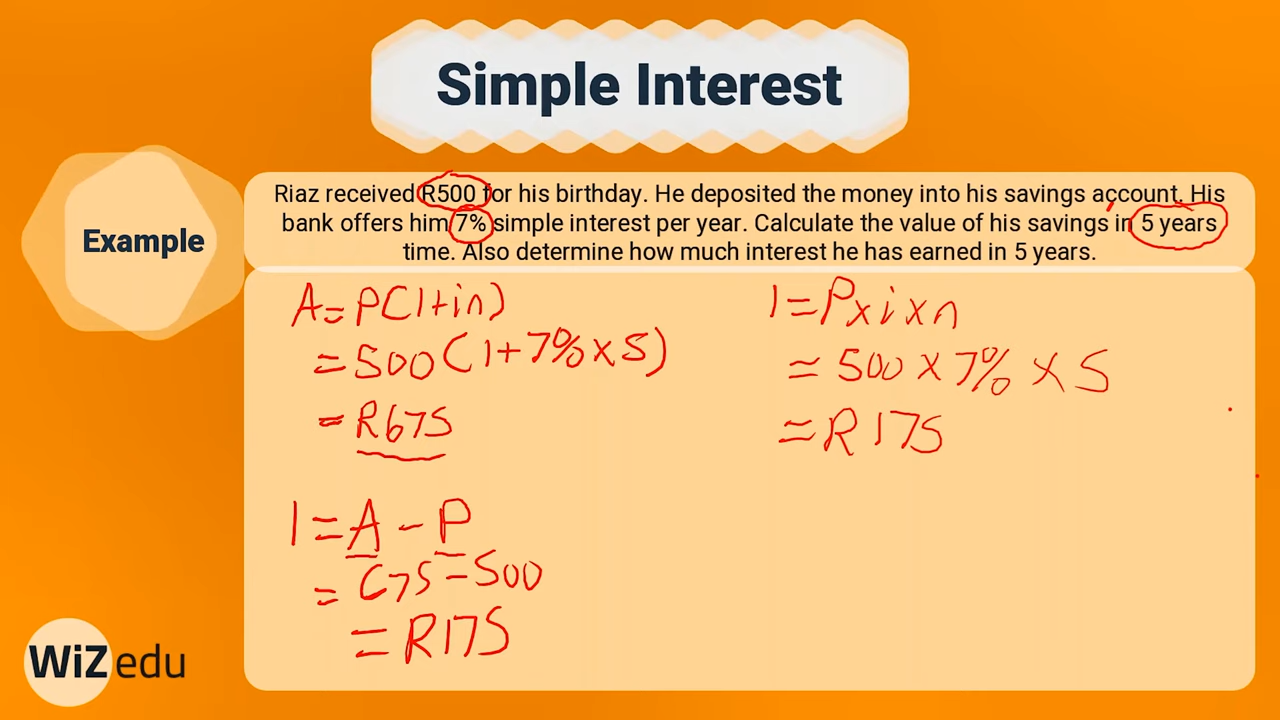 Simple Interest
Example
Riaz received R500 for his birthday. He deposited the money into his savings account. His
bank offers him 7% simple interest per year. Calculate the value of his savings in 5 years
time. Also determine how much interest he has earned in 5 years.
A=P(1+in)
=500(1+7%×5)
=R675
I=A-P
=675-500
=R175
I=P×i×n
=500×7%×5
=R175
WiZedu